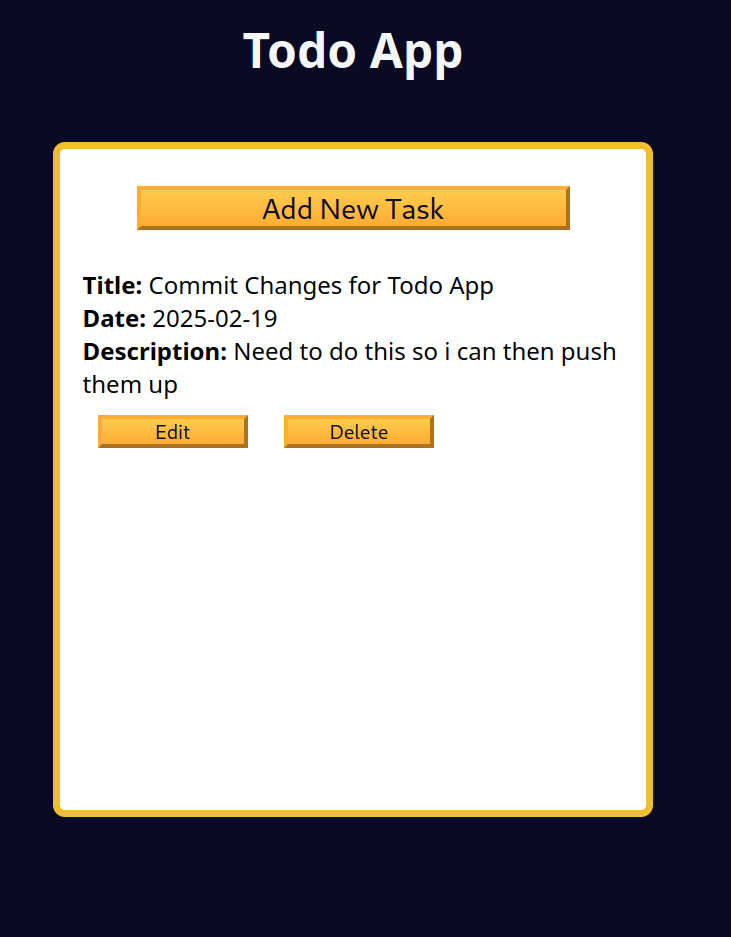 Todo App
Add New Task
Title: Commit Changes for Todo App
Date: 2025-02-19
Description: Need to do this so i can then push
them up
Edit
Delete